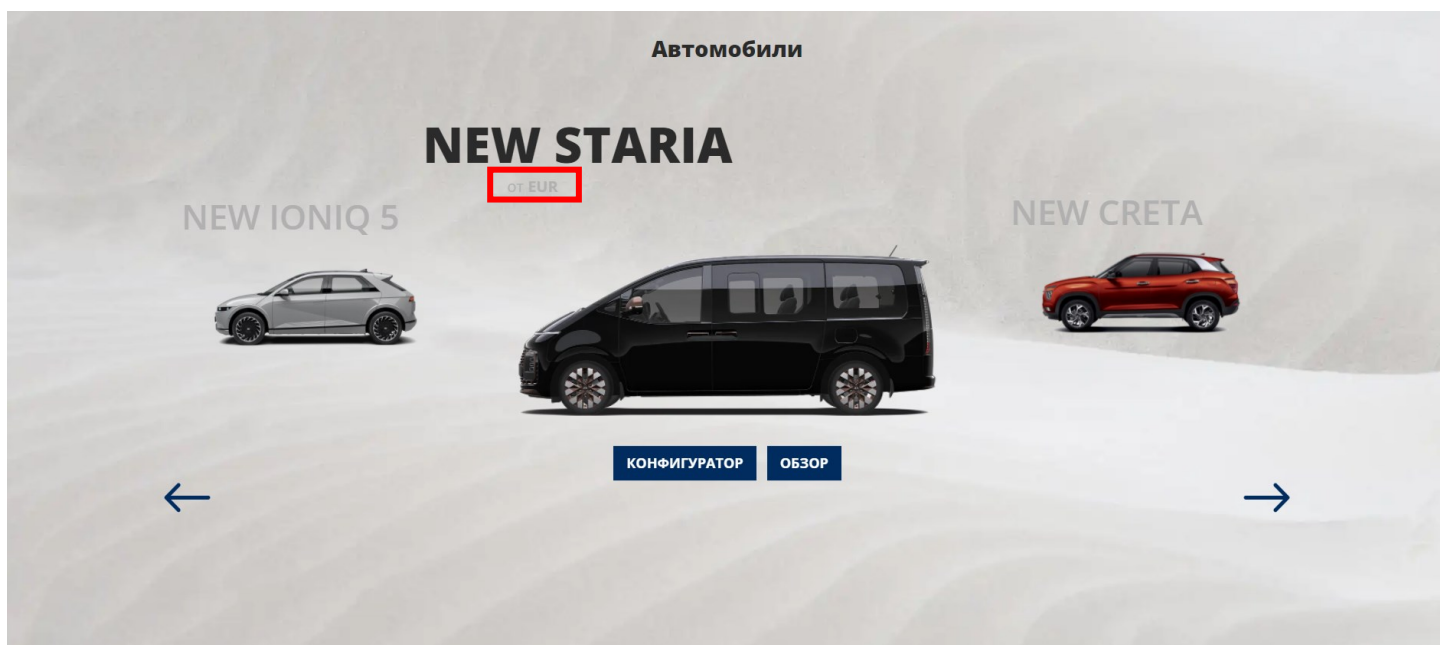 Автомобили
NEW STARIA
от EUR
NEW IONIQ 5
NEW CRETA
КОНФИГУРАТОР
ОБЗОР